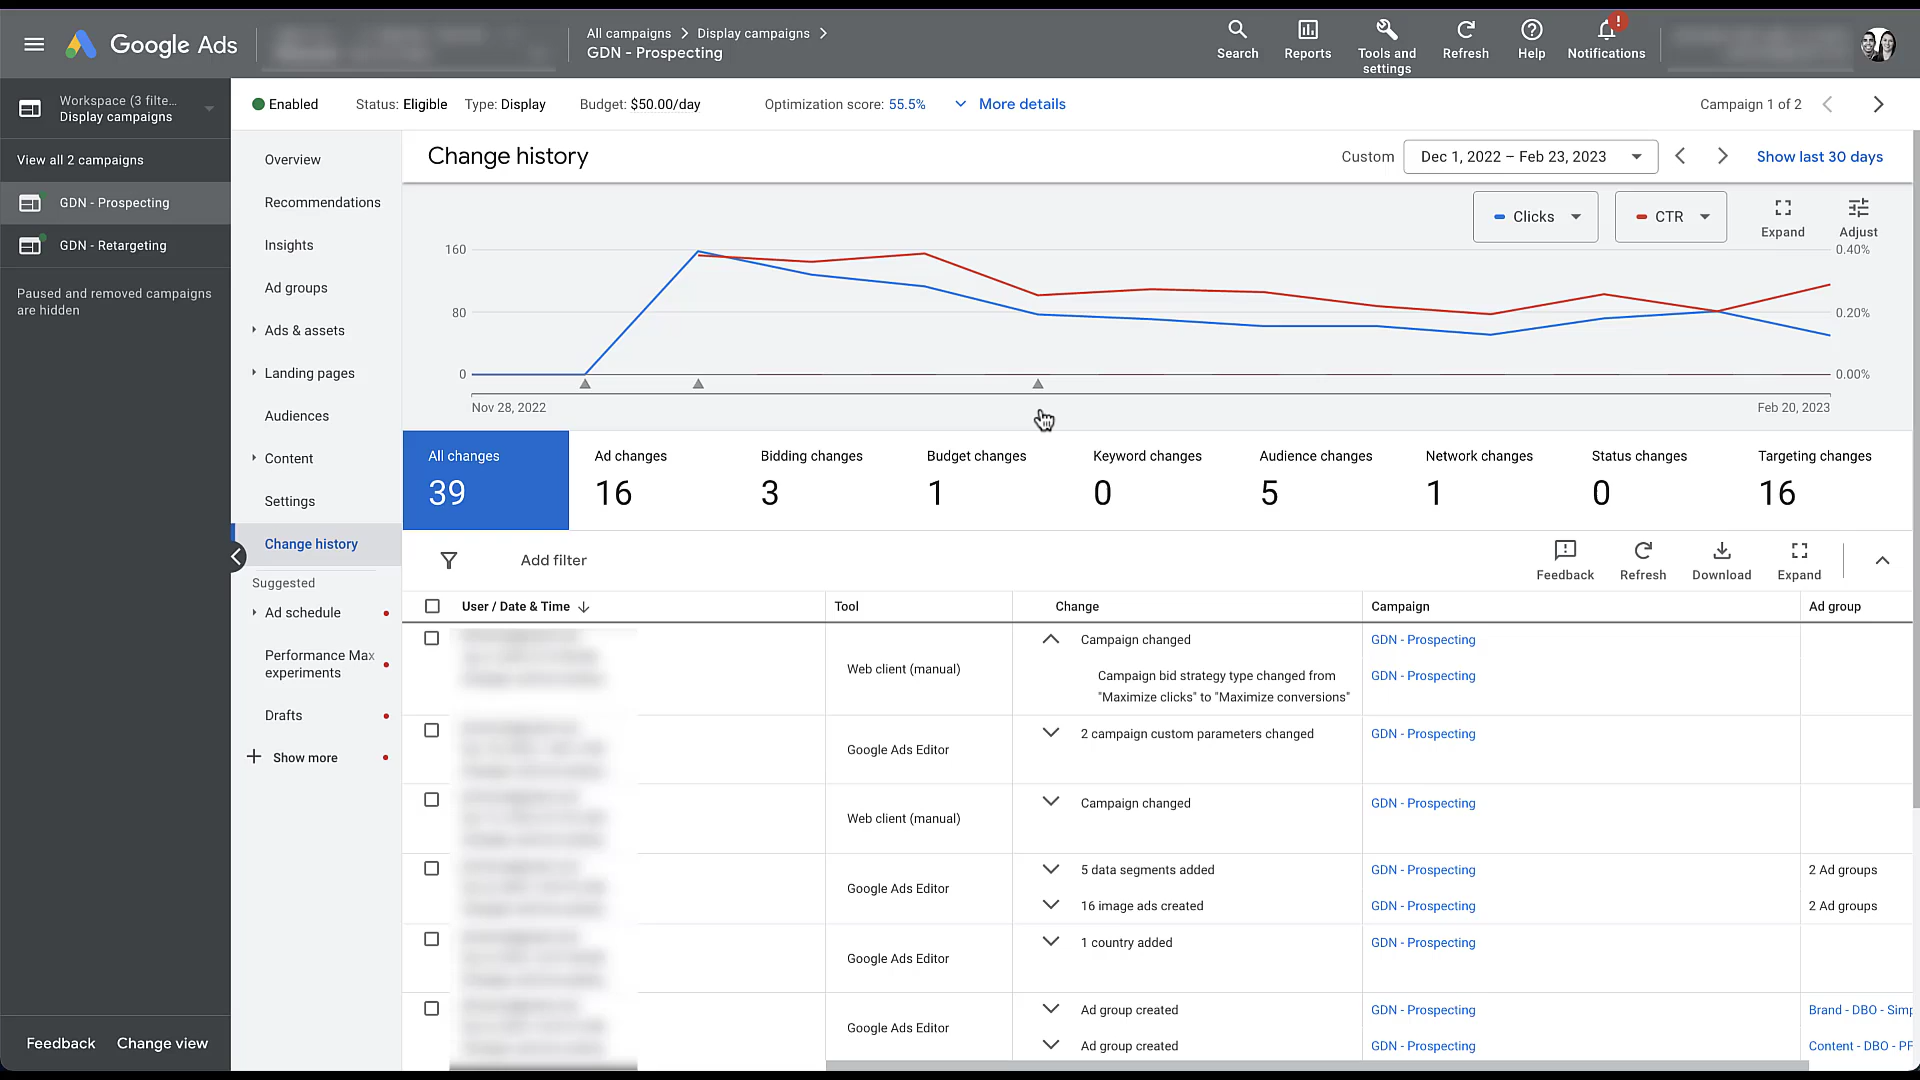 Google Ads
All campaigns > Display campaigns >
GDN - Prospecting
Search
Reports
Tools and
settings
Refresh
Help
!
Notifications
Workspace (3 filte...
Display campaigns
Enabled
Status: Eligible
Type: Display
Budget: $50.00/day
Optimization score: 55.5%
More details
Campaign 1 of 2
View all 2 campaigns
GDN - Prospecting
GDN - Retargeting
Paused and removed campaigns
are hidden
Feedback
Change view
Overview
Recommendations
Insights
Ad groups
Ads & assets
Landing pages
Audiences
Content
Settings
Change history
Suggested
Ad schedule
Performance Max
experiments
Drafts
Show more
Change history
Custom
Dec 1, 2022 – Feb 23, 2023
Show last 30 days
Clicks
CTR
Expand
Adjust
160
0.40%
80
0.20%
0
0.00%
Nov 28, 2022
Feb 20, 2023
All changes
39
Ad changes
16
Bidding changes
3
Budget changes
1
Keyword changes
0
Audience changes
5
Network changes
1
Status changes
0
Targeting changes
16
Add filter
Feedback
Refresh
Download
Expand
User / Date & Time
Tool
Change
Campaign
Ad group
Web client (manual)
Campaign changed
GDN - Prospecting
Campaign bid strategy type changed from
"Maximize clicks" to "Maximize conversions"
GDN - Prospecting
Google Ads Editor
2 campaign custom parameters changed
GDN - Prospecting
Web client (manual)
Campaign changed
GDN - Prospecting
Google Ads Editor
5 data segments added
GDN - Prospecting
2 Ad groups
16 image ads created
GDN - Prospecting
2 Ad groups
Google Ads Editor
1 country added
GDN - Prospecting
Google Ads Editor
Ad group created
GDN - Prospecting
Brand - DBO - Simp
Ad group created
GDN - Prospecting
Content - DBO - PF